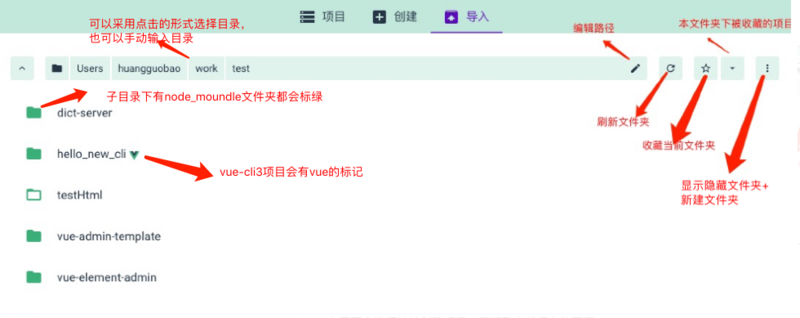 可以采用点击的形式选择目录，
也可以手动输入目录
项目
创建
导入
编辑路径
本文件夹下被收藏的项目
Users
huangguobao
work
test
子目录下有node_moundle文件夹都会标绿
dict-server
刷新文件夹
收藏当前文件夹
hello_new_cli
vue-cli3项目会有vue的标记
显示隐藏文件夹+
新建文件夹
testHtml
vue-admin-template
vue-element-admin